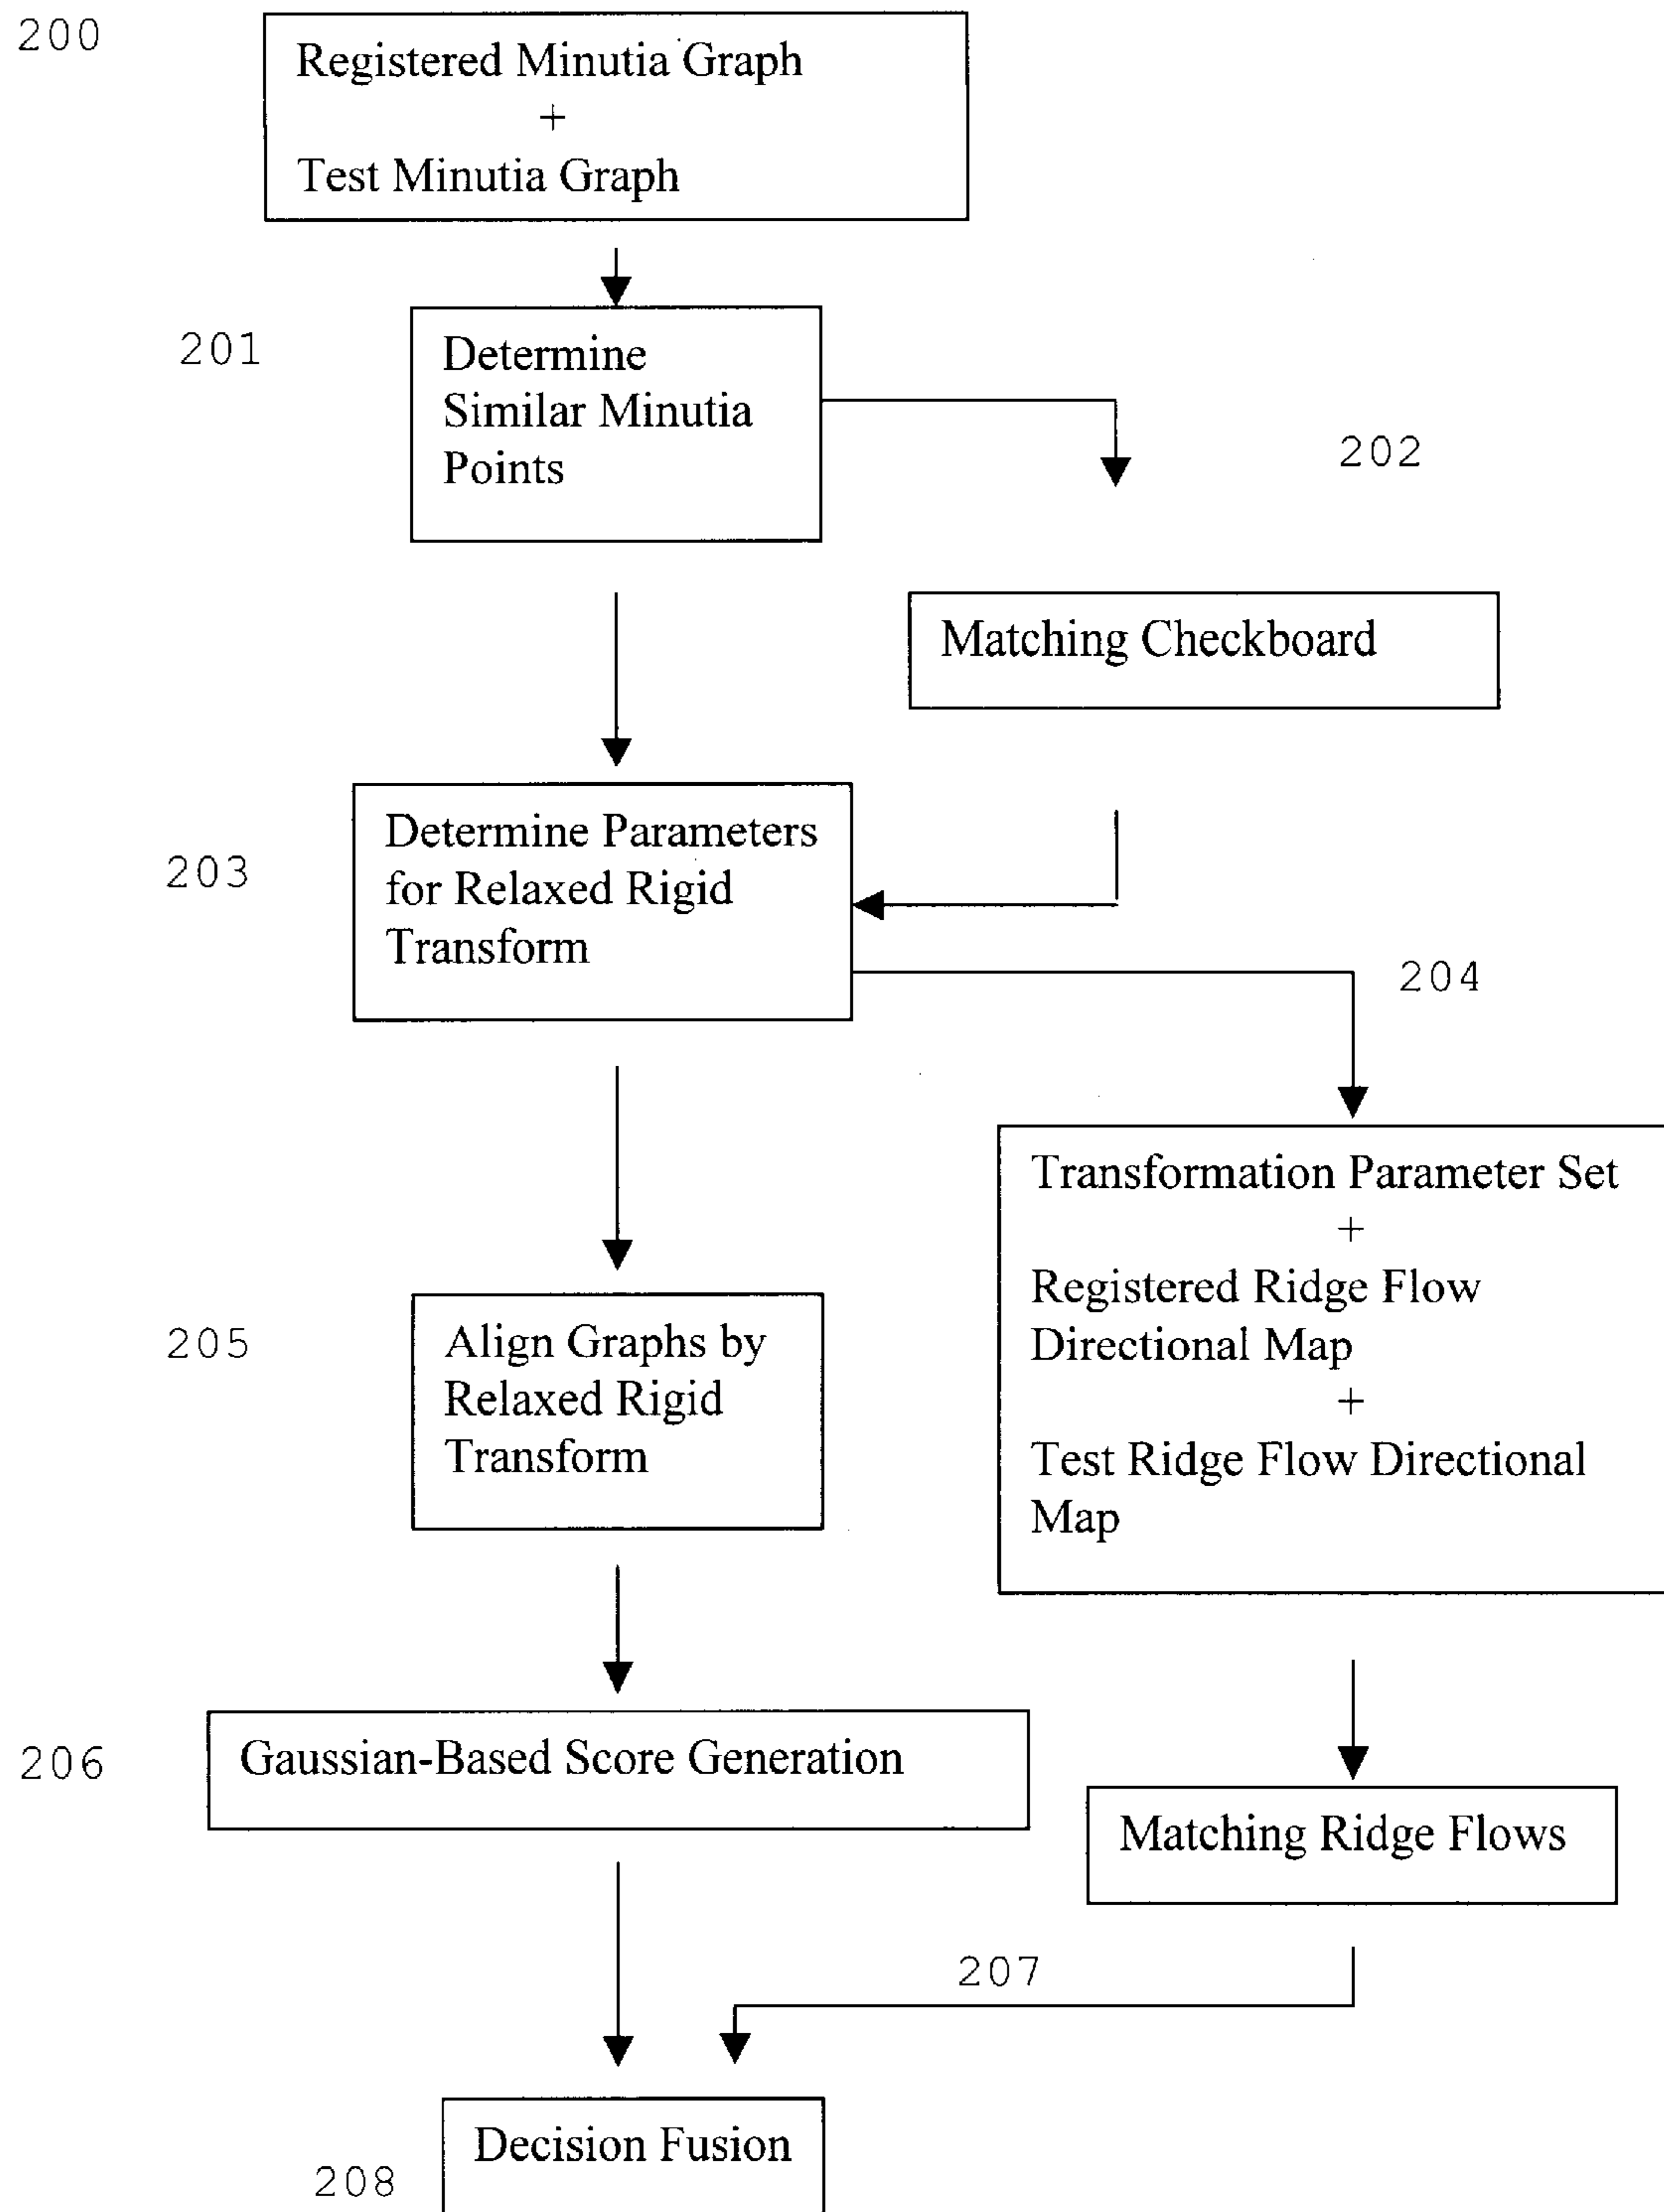 200
Registered Minutia Graph
+
Test Minutia Graph
201
Determine
Similar Minutia
Points
202
Matching Checkboard
203
Determine Parameters
for Relaxed Rigid
Transform
204
Transformation Parameter Set
+
Registered Ridge Flow
Directional Map
+
Test Ridge Flow Directional
Map
205
Align Graphs by
Relaxed Rigid
Transform
206
Gaussian-Based Score Generation
Matching Ridge Flows
207
Decision Fusion
208